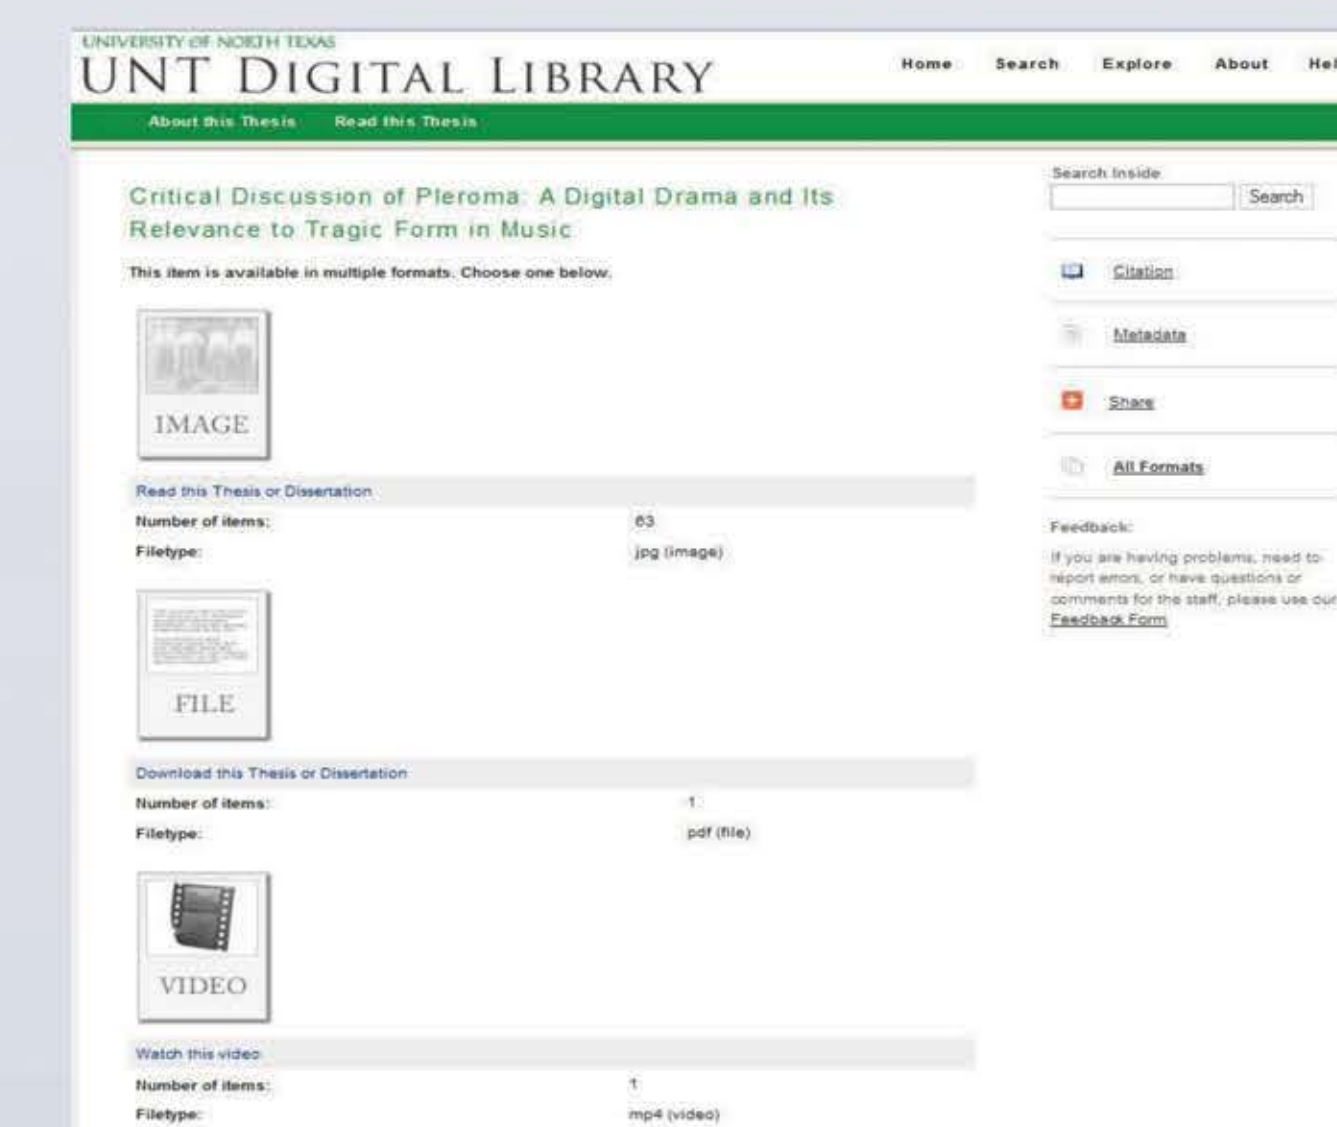 UNIVERSITY OF NORTH TEXAS
UNT DIGITAL LIBRARY
Home Search Explore About Hel
About this Thesis Read this Thesis
Critical Discussion of Pleroma: A Digital Drama and Its
Relevance to Tragic Form in Music
This item is available in multiple formats. Choose one below.
IMAGE
Read this Thesis or Dissertation
Number of items: 63
Filetype: jpg (image)
FILE
Download this Thesis or Dissertation
Number of items: 1
Filetype: pdf (file)
VIDEO
Watch this video
Number of items: 1
Filetype: mp4 (video)
Search Inside
Search
Citation
Metadata
Share
All Formats
Feedback:
If you are having problems, need to
report errors, or have questions or
comments for the staff, please use our
Feedback Form